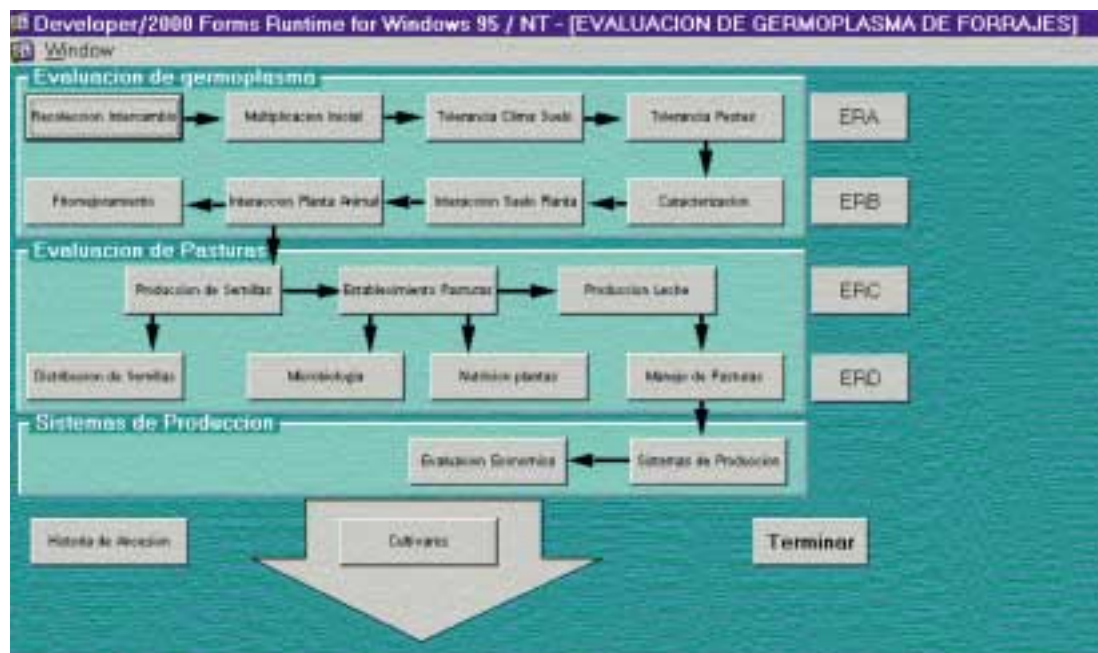 Developer/2000 Forms Runtime for Windows 95 / NT - [EVALUACION DE GERMOPLASMA DE FORRAJES]
Window
Evaluacion de germoplasma
Recoleccion Intercambio
Multiplicacion Inicial
Tolerancia Clima Suelo
Tolerancia Pestes
ERA
Fitomejoramiento
Interaccion Planta Animal
Interaccion Suelo Planta
Caracterizacion
ERB
Evaluacion de Pasturas
Produccion de Semillas
Establecimiento Pasturas
Produccion Leche
ERC
Distribucion de Semillas
Microbiologia
Nutricion plantas
Manejo de Pasturas
ERD
Sistemas de Produccion
Evaluacion Economica
Sistemas de Produccion
Historia de Accesion
Cultivares
Terminar